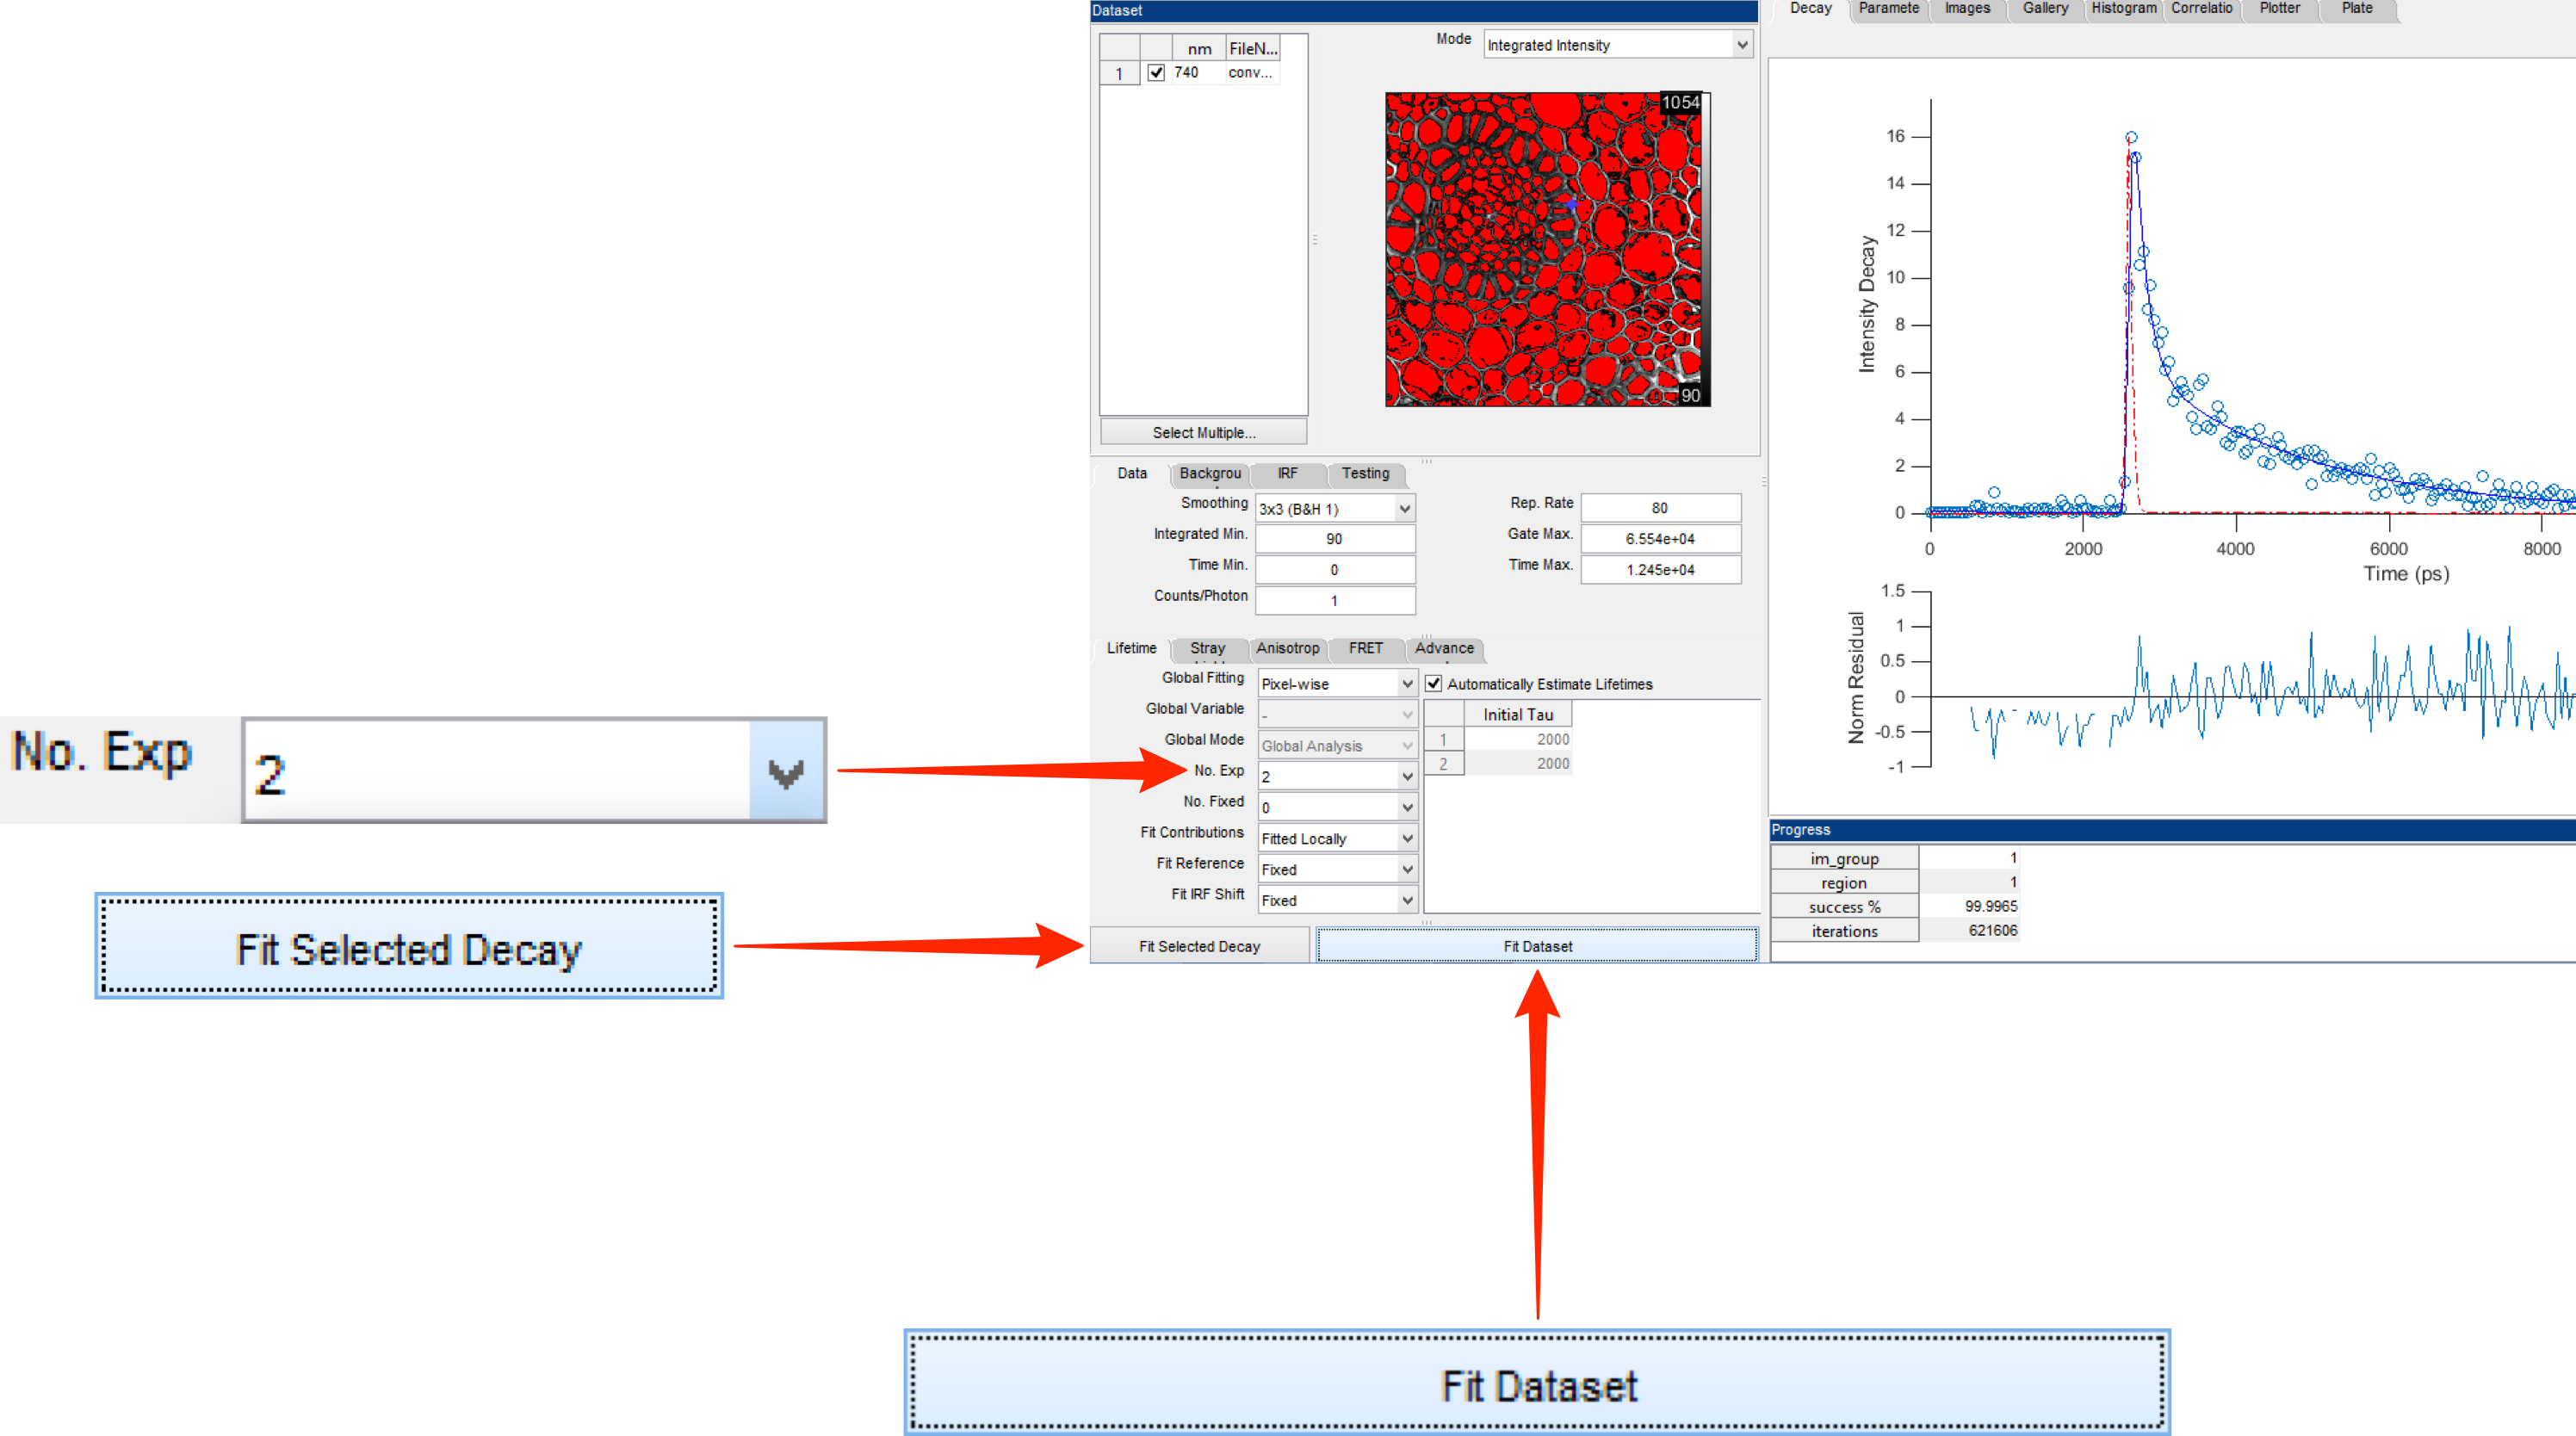 Dataset
nm FileN...
1 740 conv...
Select Multiple...
Mode Integrated Intensity
1054
90
Data Backgrou IRF Testing
Smoothing 3x3 (B&H 1) Rep. Rate 80
Integrated Min. 90 Gate Max. 6.554e+04
Time Min. 0 Time Max. 1.245e+04
Counts/Photon 1
Lifetime Stray Anisotrop FRET Advance
Global Fitting Pixel-wise Automatically Estimate Lifetimes
Global Variable - Initial Tau
Global Mode Global Analysis 1 2000
No. Exp 2 2 2000
No. Fixed 0
Fit Contributions Fitted Locally
Fit Reference Fixed
Fit IRF Shift Fixed
Fit Selected Decay Fit Dataset
Decay Paramete Images Gallery Histogram Correlatio Plotter Plate
Intensity Decay
16
14
12
10
8
6
4
2
0
0 2000 4000 6000 8000
Time (ps)
Norm Residual
1.5
1
0.5
0
-0.5
-1
Progress
im_group 1
region 1
success % 99.9965
iterations 621606
No. Exp 2
Fit Selected Decay
Fit Dataset